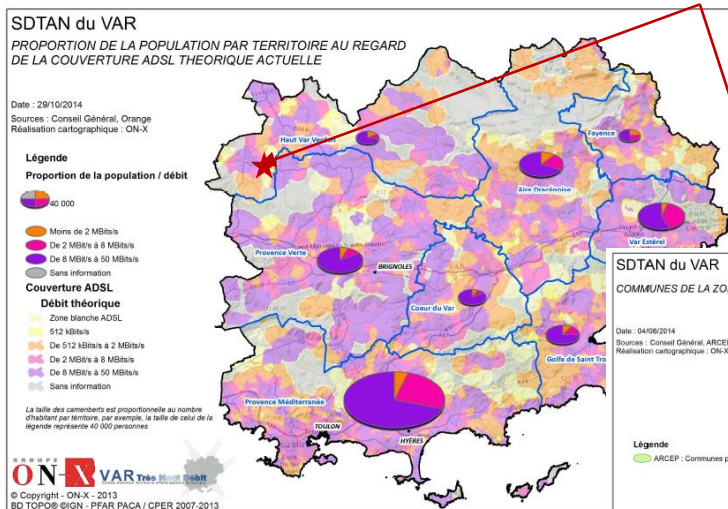 SDTAN du VAR
PROPORTION DE LA POPULATION PAR TERRITOIRE AU REGARD
DE LA COUVERTURE ADSL THEORIQUE ACTUELLE
Date : 29/10/2014
Sources : Conseil Général, Orange
Réalisation cartographique : ON-X
Légende
Proportion de la population / débit
40 000
Moins de 2 MBits/s
De 2 MBit/s à 8 MBits/s
De 8 MBit/s à 50 MBits/s
Sans information
Couverture ADSL
Débit théorique
Zone blanche ADSL
512 kBits/s
De 512 kBits/s à 2 MBits/s
De 2 MBits/s à 8 MBits/s
De 8 MBit/s à 50 MBits/s
Sans information
La taille des camemberts est proportionnelle au nombre
d'habitant par térritoire, par exemple, la taille de celui de la
légende représente 40 000 personnes
GROUPE
ON-X
VAR Très Haut Débit
© Copyright - ON-X - 2013
BD TOPO® ©IGN - PFAR PACA / CPER 2007-2013
Haut Var Verdon
Fayence
Aire Dracénoise
Var Estérel
Provence Verte
BRIGNOLES
VAR
Coeur du Var
Golfe de Saint Tro
Provence Méditerranée
TOULON
HYÈRES
SDTAN du VAR
COMMUNES DE LA ZO
Date : 04/06/2014
Sources : Conseil Général, ARCEP
Réalisation cartographique : ON-X
Légende
ARCEP : Communes p